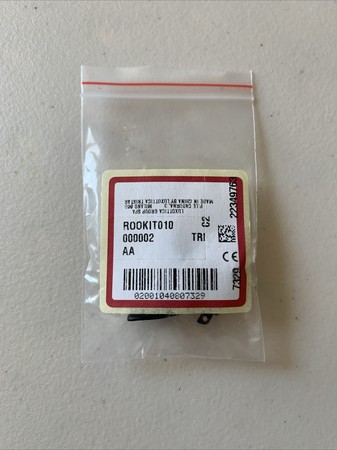 LUXOTTICA GROUP SPA
P.LE CADORNA, 3 MILANO
MADE IN CHINA BY LUXOTTICA TRISTAR
ROOKIT010
000002
AA
TRI
C2
CE
02001040807329
7329